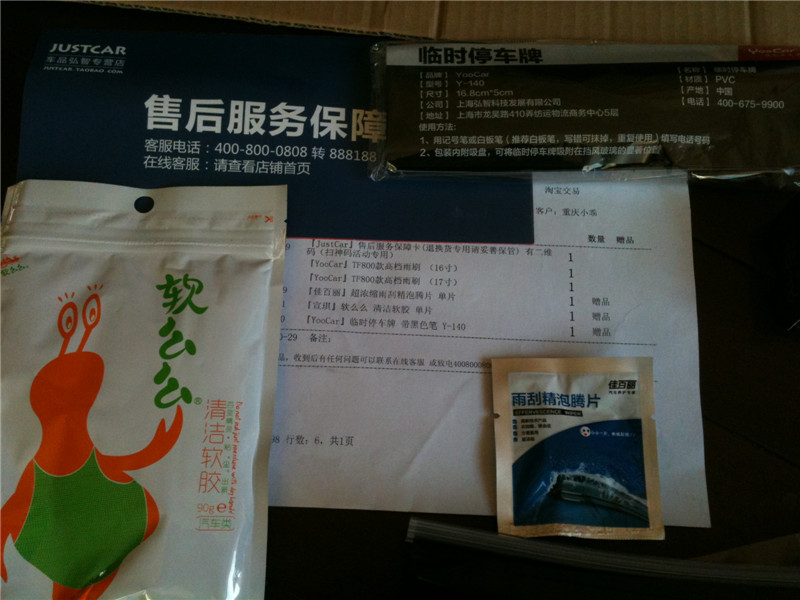 JUSTCAR
车品弘智专营店
JUSTCAR.TAOBAO.COM
售后服务保障
客服电话：400-800-0808 转 888188
在线客服：请查看店铺首页
临时停车牌
YooCar
【品牌】 YooCar
【型号】 Y-140
【尺寸】 16.8cm*5cm
【公司】 上海弘智科技发展有限公司
【地址】 上海市龙吴路410弄纺运物流商务中心5层
【名称】 临时停车牌
【材质】 PVC
【产地】 中国
【电话】 400-675-9900
使用方法：
1、用记号笔或白板笔（推荐白板笔，写错可抹掉，重复使用）填写电话号码
2、包装内附吸盘，可将临时停车牌吸附在挡风玻璃的显著位置
淘宝交易
客户：重庆小乖
数量 赠品
【JustCar】售后服务保障卡(退换货专用请妥善保管) 有二维
码（扫神码活动专用） 1
【YooCar】TF800款高档雨刷 （16寸） 1
【YooCar】TF800款高档雨刷 （17寸） 1
【佳百丽】超浓缩雨刮精泡腾片 单片 1 赠品
【宜琪】软么么 清洁软胶 单片 1 赠品
【YooCar】临时停车牌 带黑色笔 Y-140 1 赠品
0-29 备注：
品，收到后有任何问题可以联系在线客服 或致电400800080
98 行数：6，共1页
软么么®
清洁软胶
90g e
汽车类
佳百丽
雨刮精泡腾片
EFFERVESCENCE